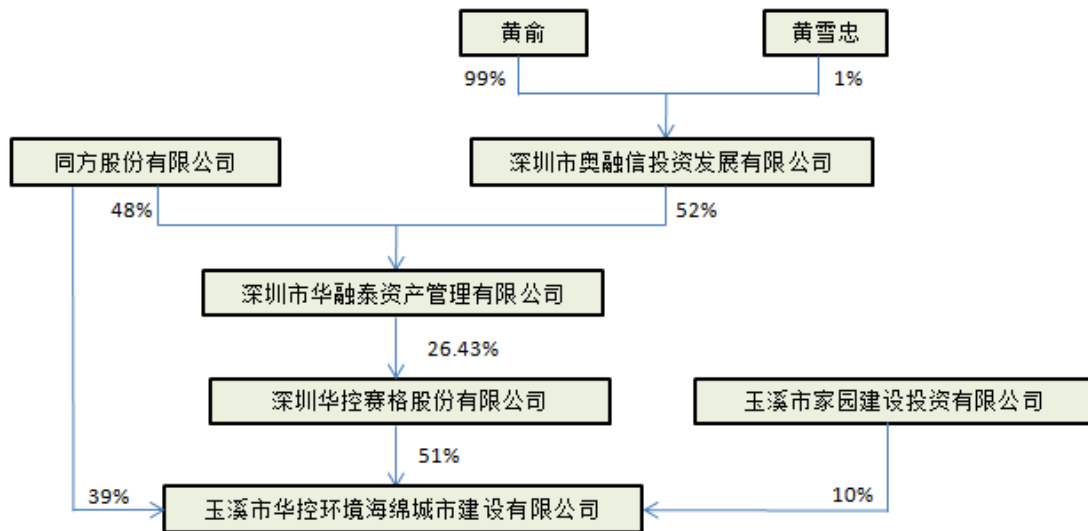 黄俞
黄雪忠
99%
1%
同方股份有限公司
深圳市奥融信投资发展有限公司
48%
52%
深圳市华融泰资产管理有限公司
26.43%
深圳华控赛格股份有限公司
玉溪市家园建设投资有限公司
51%
39%
10%
玉溪市华控环境海绵城市建设有限公司